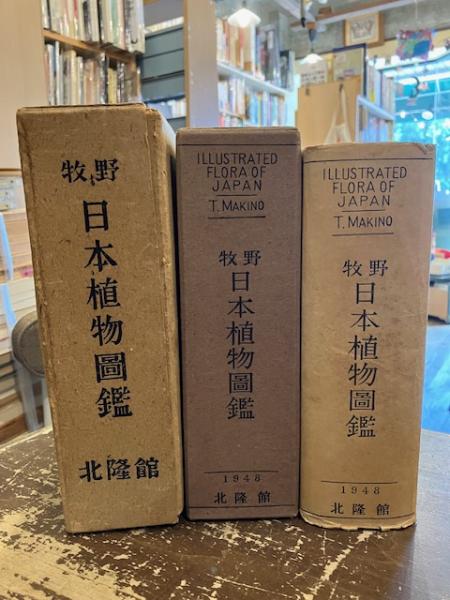 牧野
日本植物圖鑑
北隆館
ILLUSTRATED
FLORA OF
JAPAN
T. MAKINO
牧野
日本植物圖鑑
1948
北隆館
ILLUSTRATED
FLORA OF
JAPAN
T. MAKINO
牧野
日本植物圖鑑
1948
北隆館